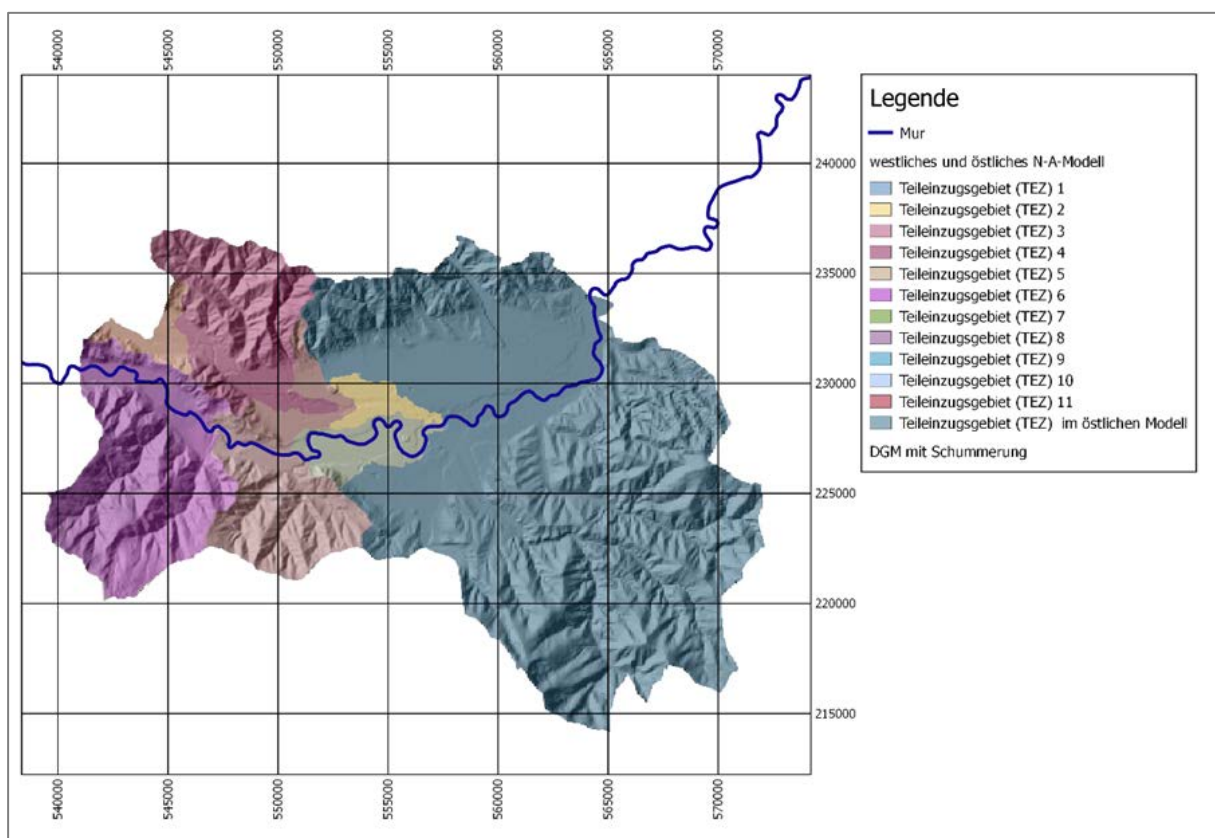 540000
545000
550000
555000
560000
565000
570000
Legende
Mur
westliches und östliches N-A-Modell
Teileinzugsgebiet (TEZ) 1
Teileinzugsgebiet (TEZ) 2
Teileinzugsgebiet (TEZ) 3
Teileinzugsgebiet (TEZ) 4
Teileinzugsgebiet (TEZ) 5
Teileinzugsgebiet (TEZ) 6
Teileinzugsgebiet (TEZ) 7
Teileinzugsgebiet (TEZ) 8
Teileinzugsgebiet (TEZ) 9
Teileinzugsgebiet (TEZ) 10
Teileinzugsgebiet (TEZ) 11
Teileinzugsgebiet (TEZ) im östlichen Modell
DGM mit Schummerung
240000
235000
230000
225000
220000
215000
540000
545000
550000
555000
560000
565000
570000